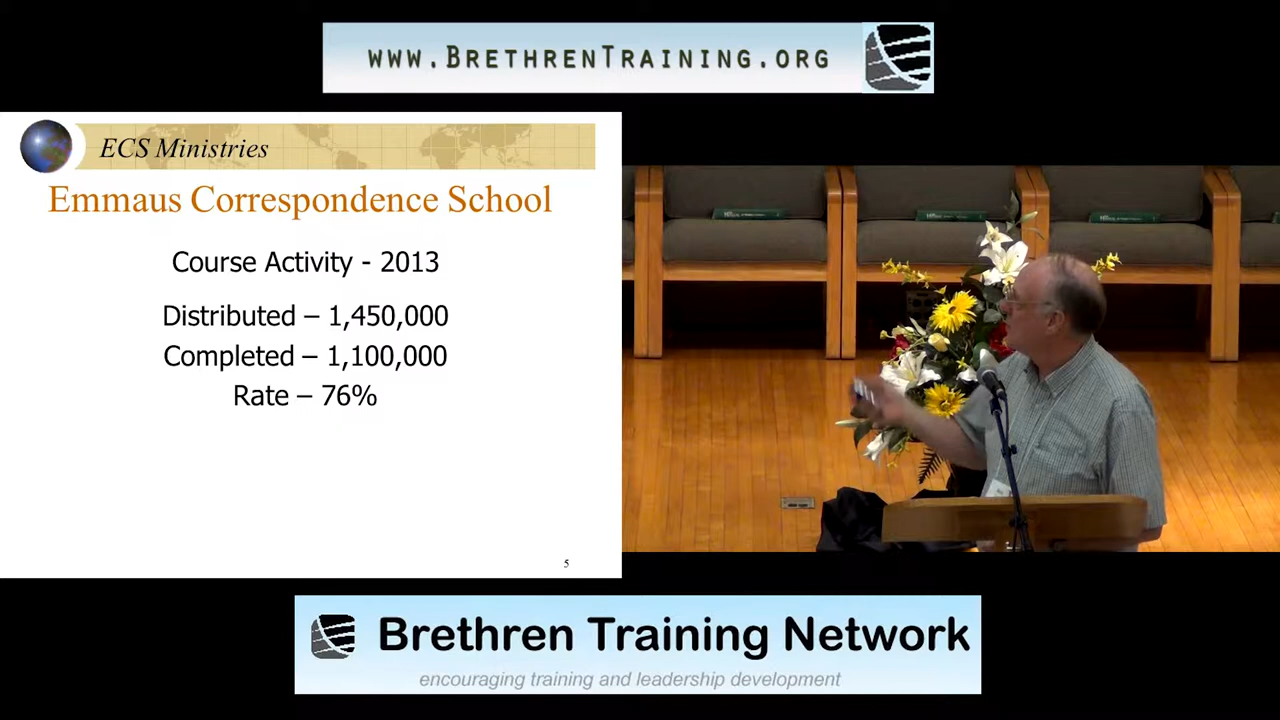 www.BrethrenTraining.org
ECS Ministries
Emmaus Correspondence School
Course Activity - 2013
Distributed – 1,450,000
Completed – 1,100,000
Rate – 76%
5
Brethren Training Network
encouraging training and leadership development